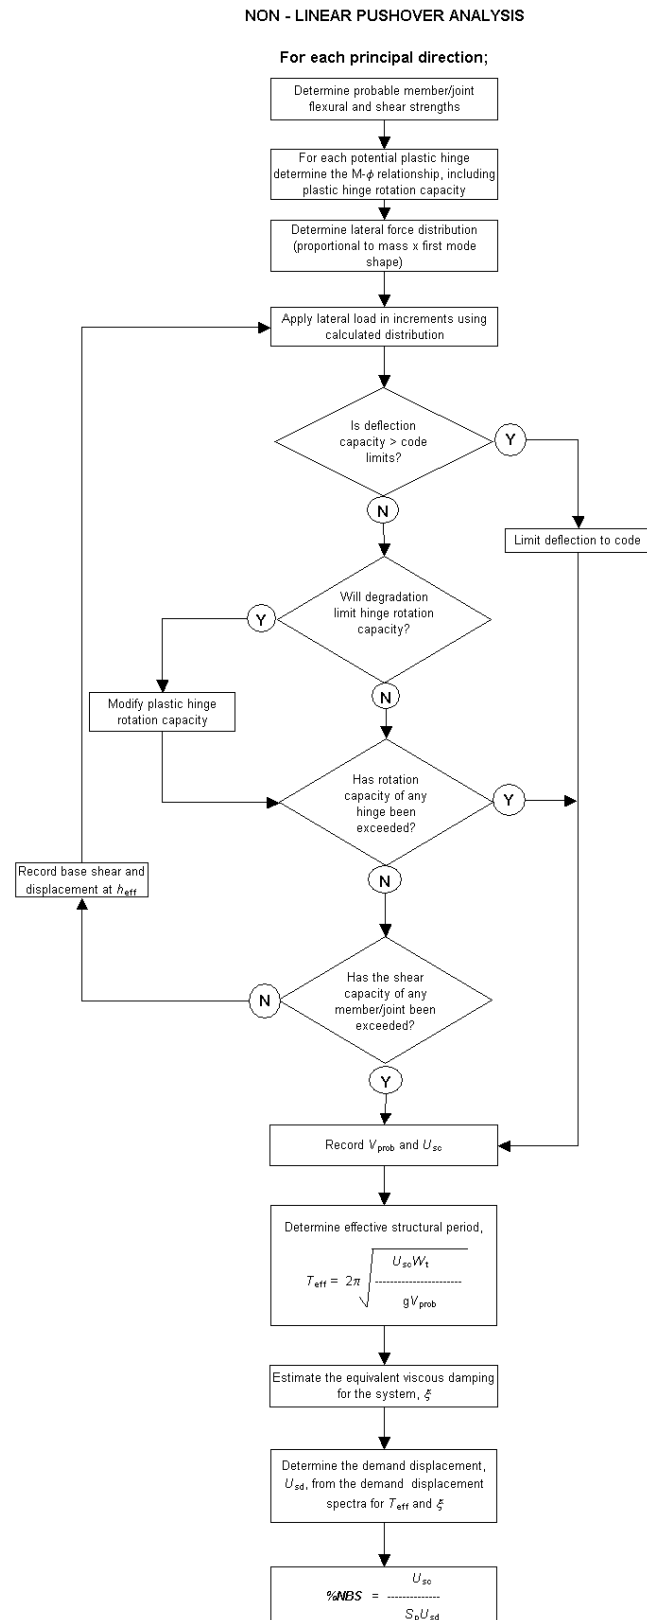 NON - LINEAR PUSHOVER ANALYSIS
For each principal direction;
Determine probable member/joint
flexural and shear strengths
For each potential plastic hinge
determine the M-ϕ relationship, including
plastic hinge rotation capacity
Determine lateral force distribution
(proportional to mass x first mode
shape)
Apply lateral load in increments using
calculated distribution
Is deflection
capacity > code
limits?
Y
N
Limit deflection to code
Will degradation
limit hinge rotation
capacity?
Y
N
Modify plastic hinge
rotation capacity
Has rotation
capacity of any
hinge been
exceeded?
Y
N
Record base shear and
displacement at heff
Has the shear
capacity of any
member/joint been
exceeded?
N
Y
Record Vprob and Usc
Determine effective structural period,
Teff = 2π √ UscWt
gVprob
Estimate the equivalent viscous damping
for the system, ξ
Determine the demand displacement,
Usd, from the demand displacement
spectra for Teff and ξ
%NBS = Usc
SpUsd